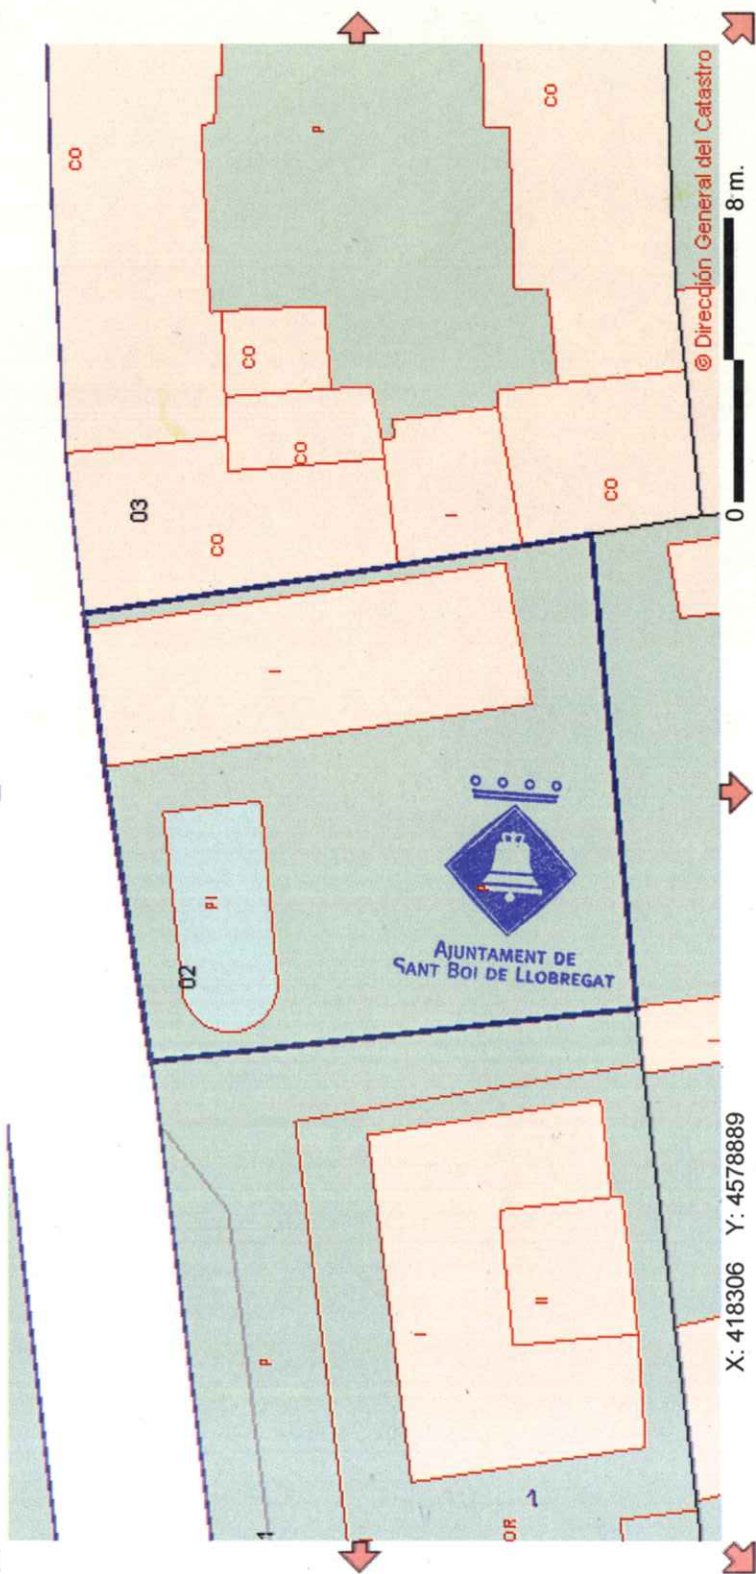 CO
P
CO
CO
03
CO
CO
I
CO
I
02
PI
P
AJUNTAMENT DE
SANT BOI DE LLOBREGAT
P
I
II
I
1
1
OR
© Dirección General del Catastro
0 8 m.
X: 418306 Y: 4578889